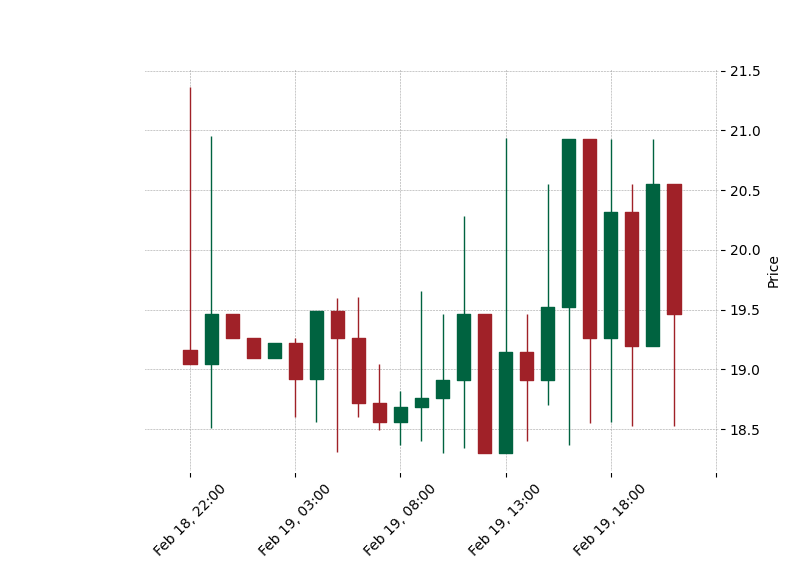 21.5
21.0
20.5
20.0
19.5
19.0
18.5
Price
Feb 18, 22:00
Feb 19, 03:00
Feb 19, 08:00
Feb 19, 13:00
Feb 19, 18:00